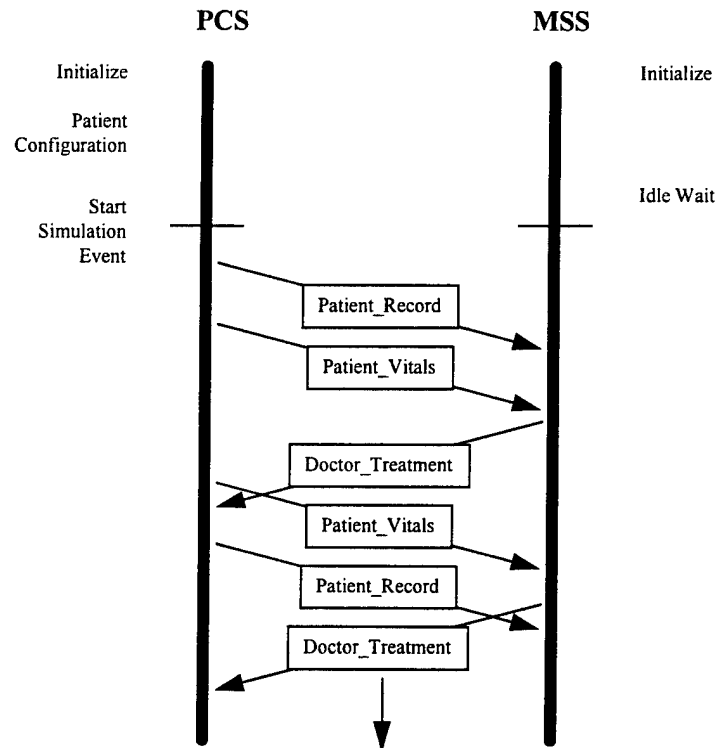 PCS
MSS
Initialize
Initialize
Patient
Configuration
Idle Wait
Start
Simulation
Event
Patient_Record
Patient_Vitals
Doctor_Treatment
Patient_Vitals
Patient_Record
Doctor_Treatment